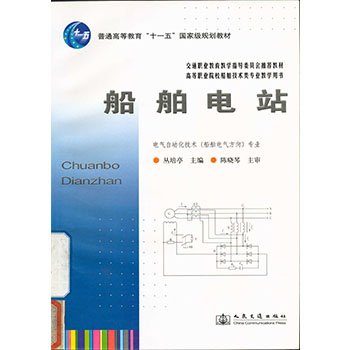 十一五
普通高等教育“十一五”国家级规划教材
交通职业教育教学指导委员会推荐教材
高等职业院校船舶技术类专业教学用书
船舶电站
电气自动化技术（船舶电气方向）专业
丛培亭 主编 陈晓琴 主审
Chuanbo
Dianzhan
人民交通出版社
China Communications Press